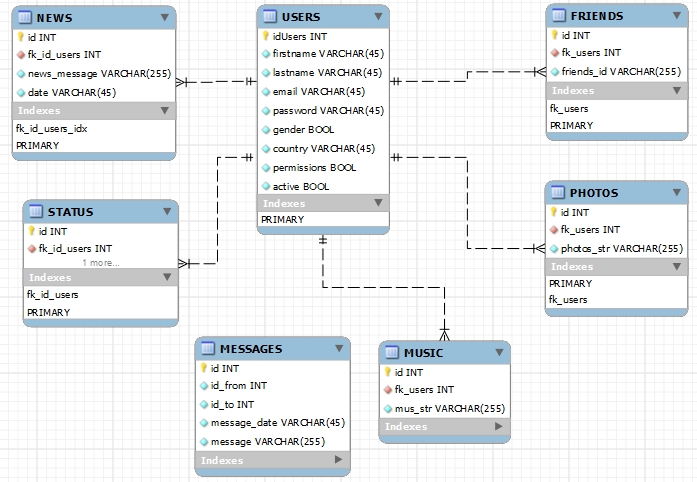 NEWS
id INT
fk_id_users INT
news_message VARCHAR(255)
date VARCHAR(45)
Indexes
fk_id_users_idx
PRIMARY
USERS
idUsers INT
firstname VARCHAR(45)
lastname VARCHAR(45)
email VARCHAR(45)
password VARCHAR(45)
gender BOOL
country VARCHAR(45)
permissions BOOL
active BOOL
Indexes
PRIMARY
FRIENDS
id INT
fk_users INT
friends_id VARCHAR(255)
Indexes
fk_users
PRIMARY
STATUS
id INT
fk_id_users INT
1 more...
Indexes
fk_id_users
PRIMARY
PHOTOS
id INT
fk_users INT
photos_str VARCHAR(255)
Indexes
PRIMARY
fk_users
MESSAGES
id INT
id_from INT
id_to INT
message_date VARCHAR(45)
message VARCHAR(255)
Indexes
MUSIC
id INT
fk_users INT
mus_str VARCHAR(255)
Indexes